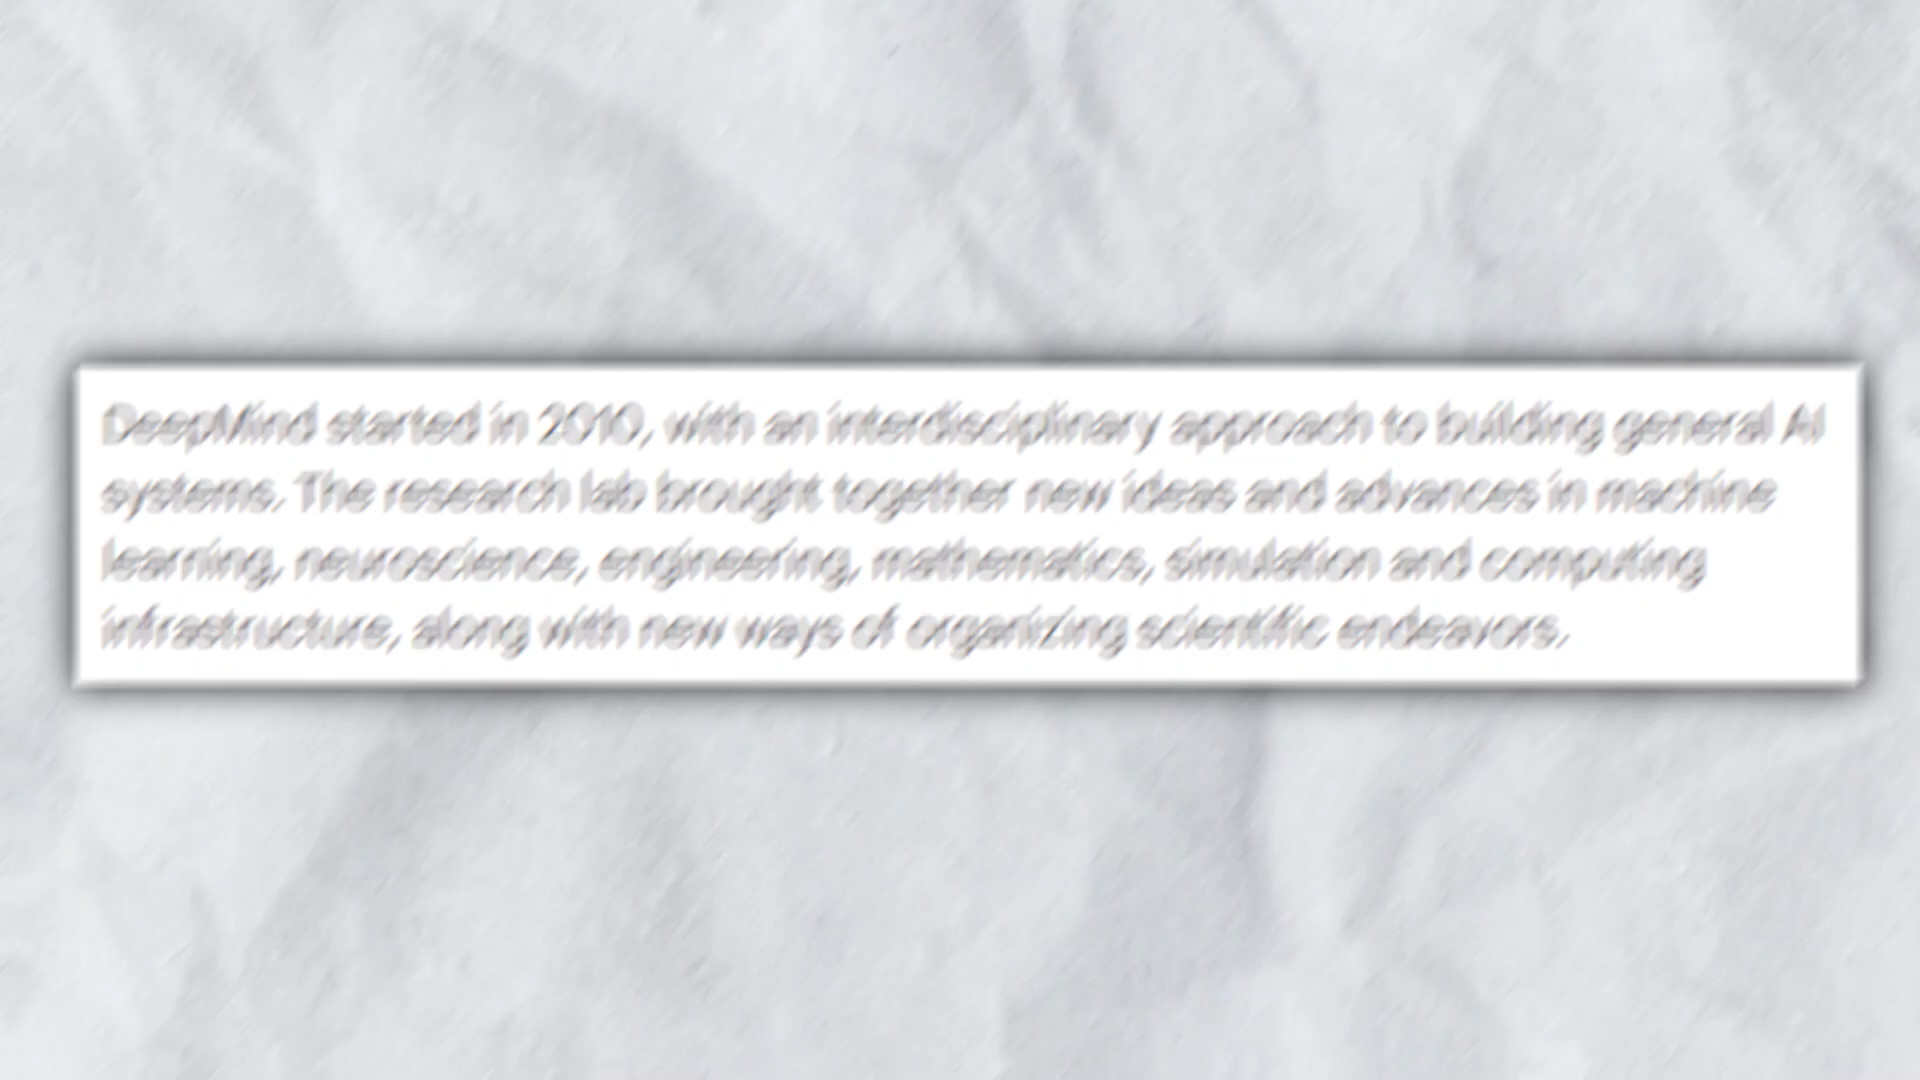 DeepMind started in 2010, with an interdisciplinary approach to building general AI
systems. The research lab brought together new ideas and advances in machine
learning, neuroscience, engineering, mathematics, simulation and computing
infrastructure, along with new ways of organizing scientific endeavors.